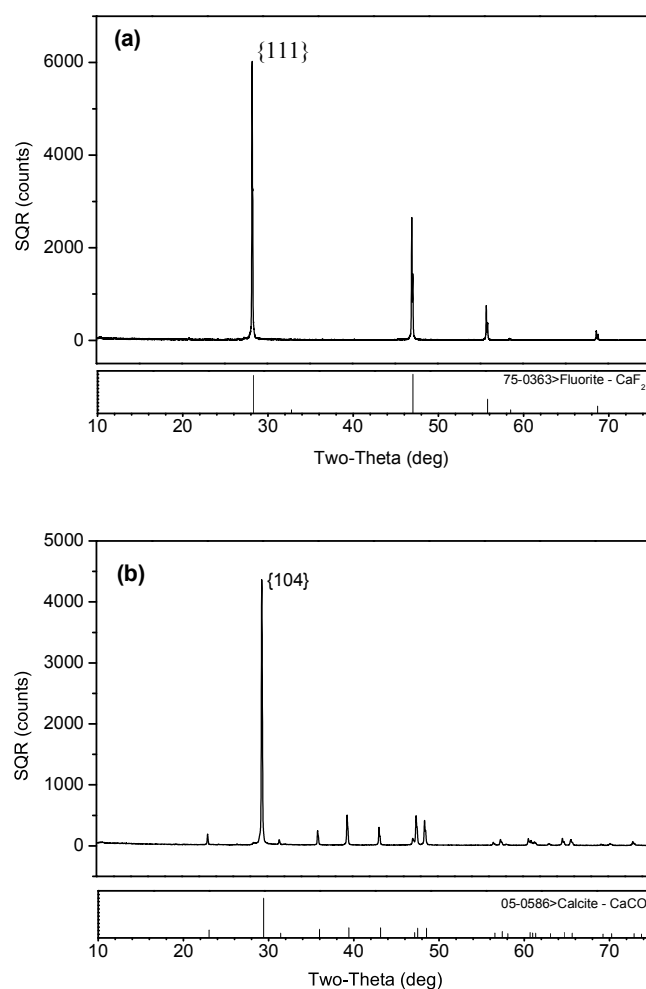 (a)
{111}
6000
4000
2000
0
SQR (counts)
75-0363>Fluorite - CaF2
10 20 30 40 50 60 70
Two-Theta (deg)
(b)
{104}
5000
4000
3000
2000
1000
0
SQR (counts)
05-0586>Calcite - CaCO
10 20 30 40 50 60 70
Two-Theta (deg)